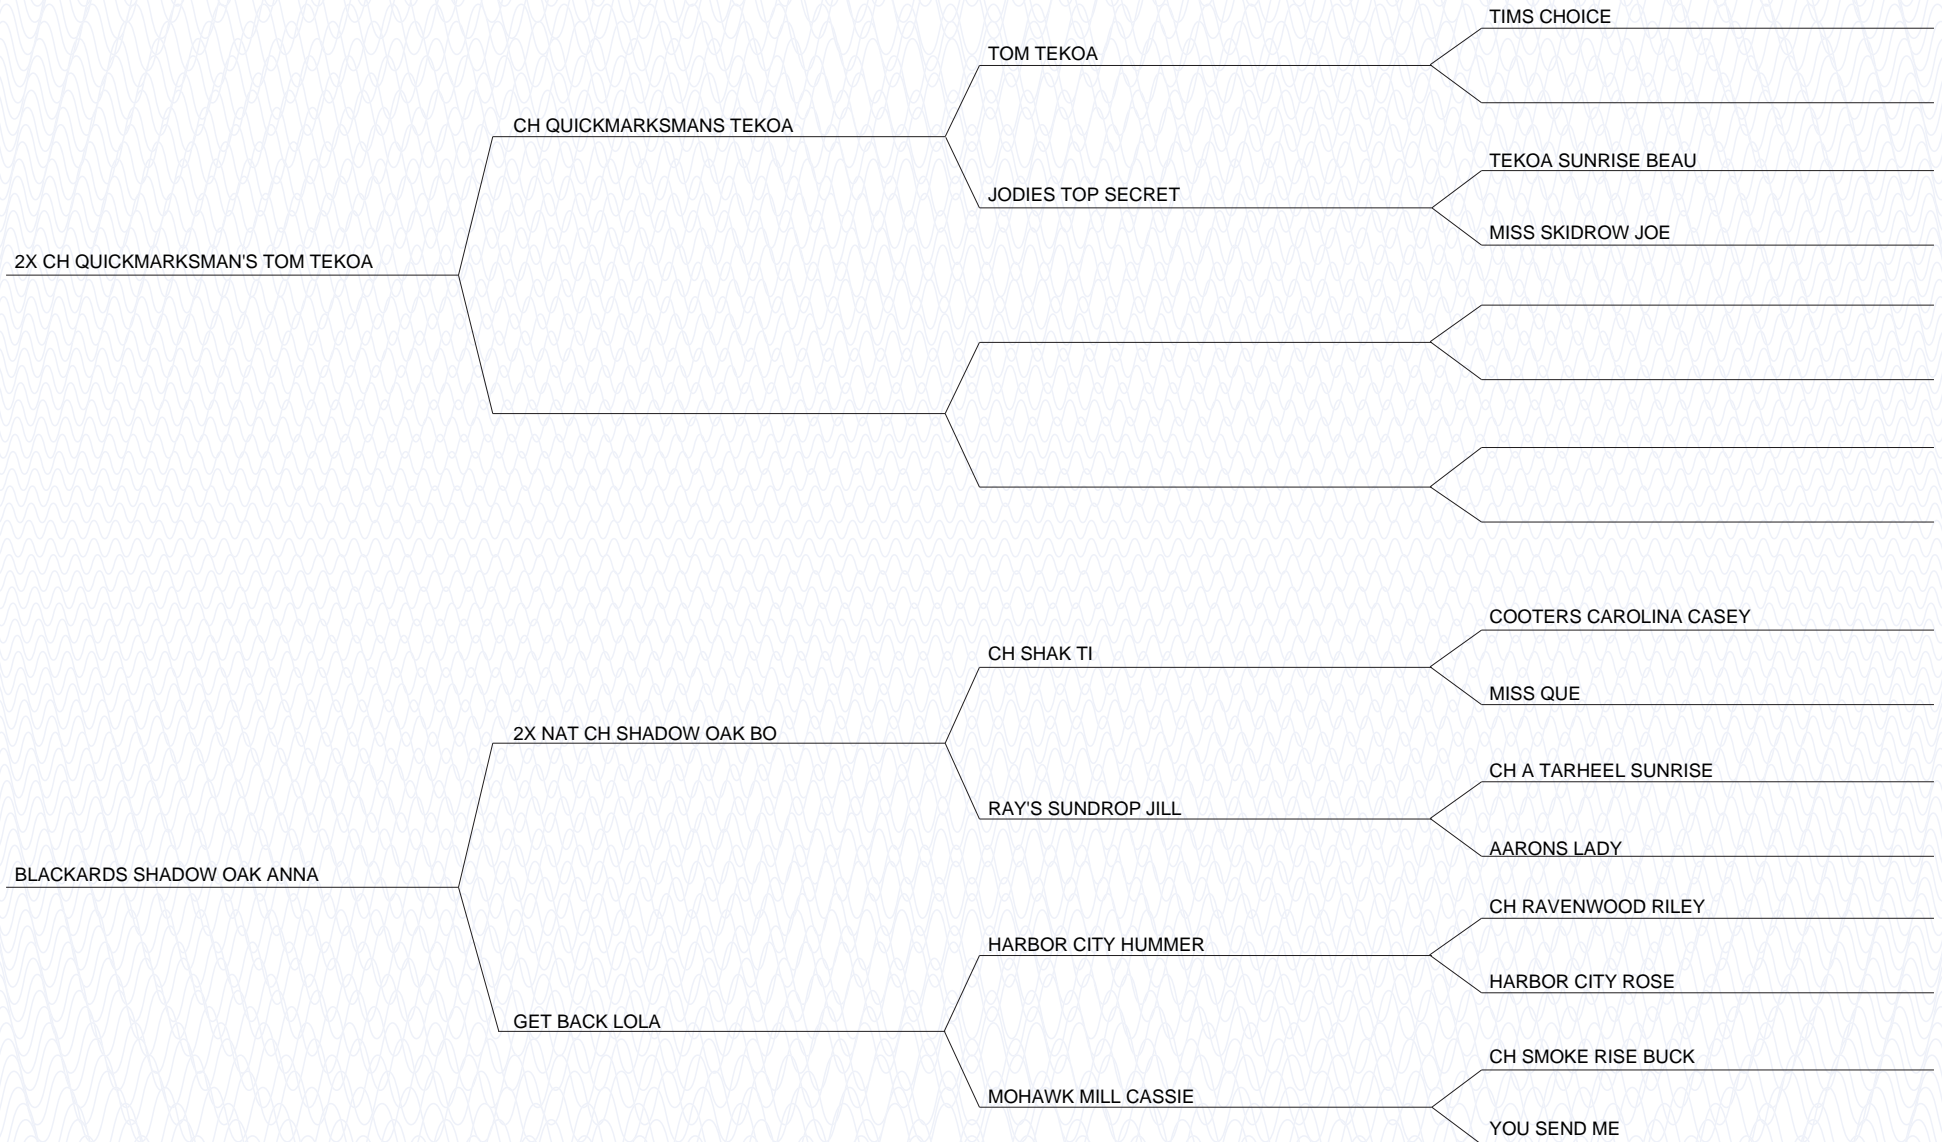 TIMS CHOICE
TOM TEKOA
CH QUICKMARKSMANS TEKOA
TEKOA SUNRISE BEAU
JODIES TOP SECRET
MISS SKIDROW JOE
2X CH QUICKMARKSMAN'S TOM TEKOA
COOTERS CAROLINA CASEY
CH SHAK TI
MISS QUE
2X NAT CH SHADOW OAK BO
CH A TARHEEL SUNRISE
RAY'S SUNDROP JILL
AARONS LADY
BLACKARDS SHADOW OAK ANNA
CH RAVENWOOD RILEY
HARBOR CITY HUMMER
HARBOR CITY ROSE
GET BACK LOLA
CH SMOKE RISE BUCK
MOHAWK MILL CASSIE
YOU SEND ME